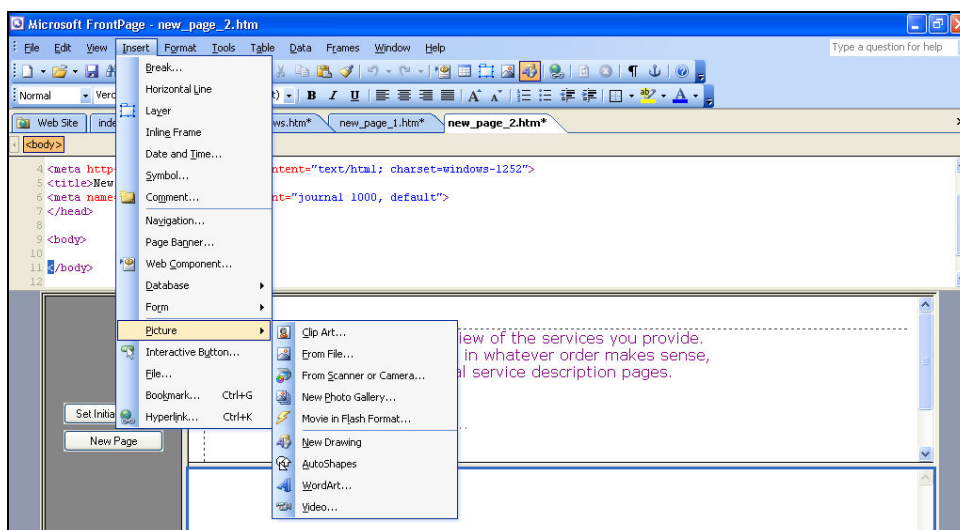 Microsoft FrontPage - new_page_2.htm
File Edit View Insert Format Tools Table Data Frames Window Help
Type a question for help
Normal Verd t) B I U A A A
Web Site inde ws.htm* new_page_1.htm* new_page_2.htm*
<body>
4 <meta http ntent="text/html; charset=windows-1252">
5 <title>New
6 <meta name= nt="journal 1000, default">
7 </head>
8
9 <body>
10
11 </body>
12
Break...
Horizontal Line
Layer
Inline Frame
Date and Time...
Symbol...
Comment...
Navigation...
Page Banner...
Web Component...
Database
Form
Picture
Interactive Button...
File...
Bookmark... Ctrl+G
Hyperlink... Ctrl+K
Clip Art...
From File...
From Scanner or Camera...
New Photo Gallery...
Movie in Flash Format...
New Drawing
AutoShapes
WordArt...
Video...
iew of the services you provide.
in whatever order makes sense,
al service description pages.
..
Set Initia
New Page